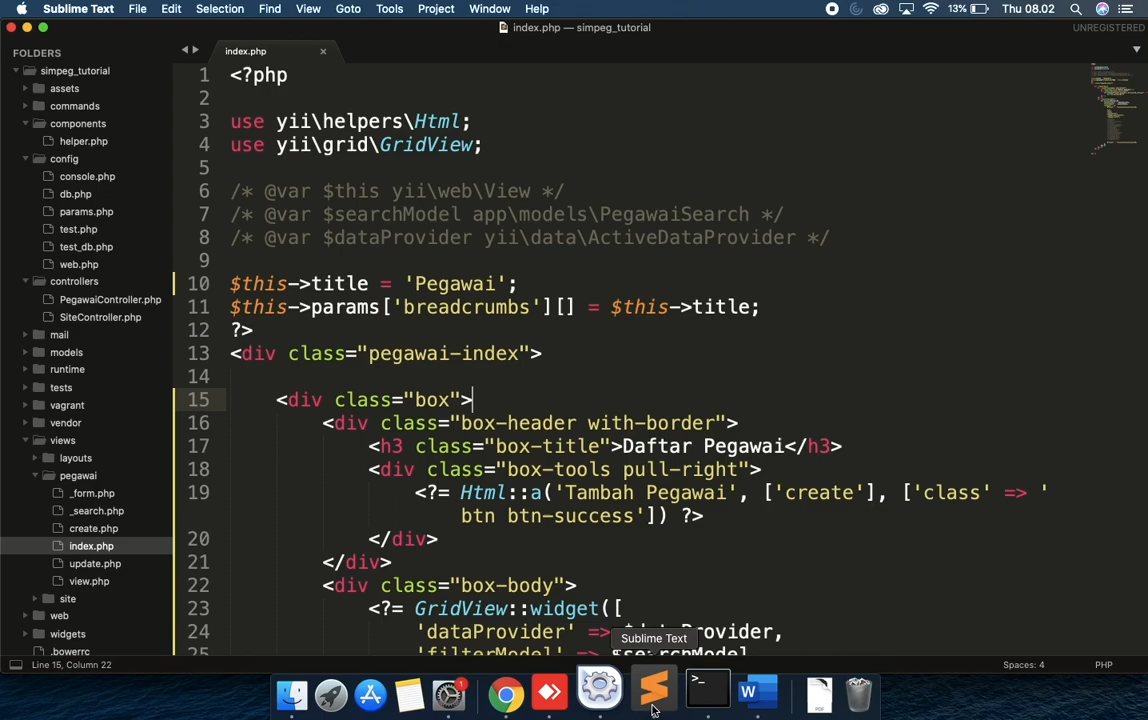 Sublime Text File Edit Selection Find View Goto Tools Project Window Help 13% Thu 08.02
index.php — simpeg_tutorial UNREGISTERED
FOLDERS
simpeg_tutorial
assets
commands
components
helper.php
config
console.php
db.php
params.php
test.php
test_db.php
web.php
controllers
PegawaiController.php
SiteController.php
mail
models
runtime
tests
vagrant
vendor
views
layouts
pegawai
_form.php
_search.php
create.php
index.php
update.php
view.php
site
web
widgets
.bowerrc
index.php ×
1 <?php
2
3 use yii\helpers\Html;
4 use yii\grid\GridView;
5
6 /* @var $this yii\web\View */
7 /* @var $searchModel app\models\PegawaiSearch */
8 /* @var $dataProvider yii\data\ActiveDataProvider */
9
10 $this->title = 'Pegawai';
11 $this->params['breadcrumbs'][] = $this->title;
12 ?>
13 <div class="pegawai-index">
14
15 <div class="box">
16 <div class="box-header with-border">
17 <h3 class="box-title">Daftar Pegawai</h3>
18 <div class="box-tools pull-right">
19 <?= Html::a('Tambah Pegawai', ['create'], ['class' => '
btn btn-success']) ?>
20 </div>
21 </div>
22 <div class="box-body">
23 <?= GridView::widget([
24 'dataProvider' => $dataProvider,
25 'filterModel' => $searchModel
Sublime Text
Line 15, Column 22 Spaces: 4 PHP
1
>_
W
PDF